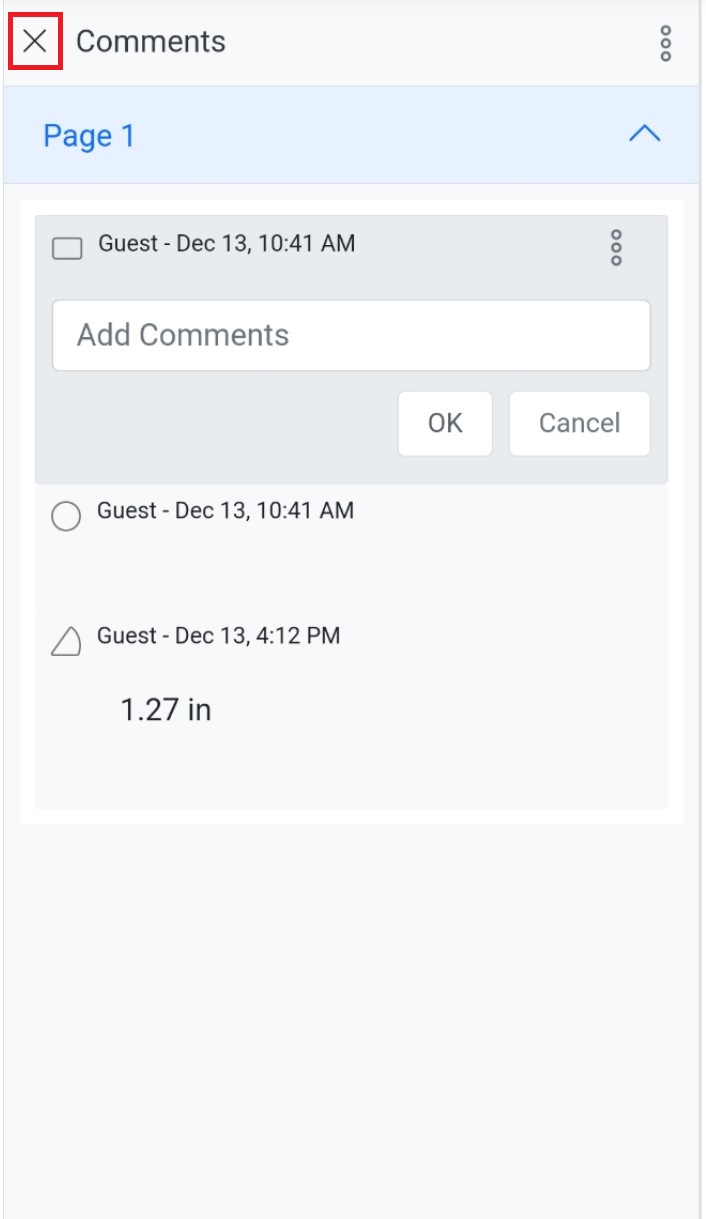 Comments
Page 1
Guest - Dec 13, 10:41 AM
Add Comments
OK Cancel
Guest - Dec 13, 10:41 AM
Guest - Dec 13, 4:12 PM
1.27 in